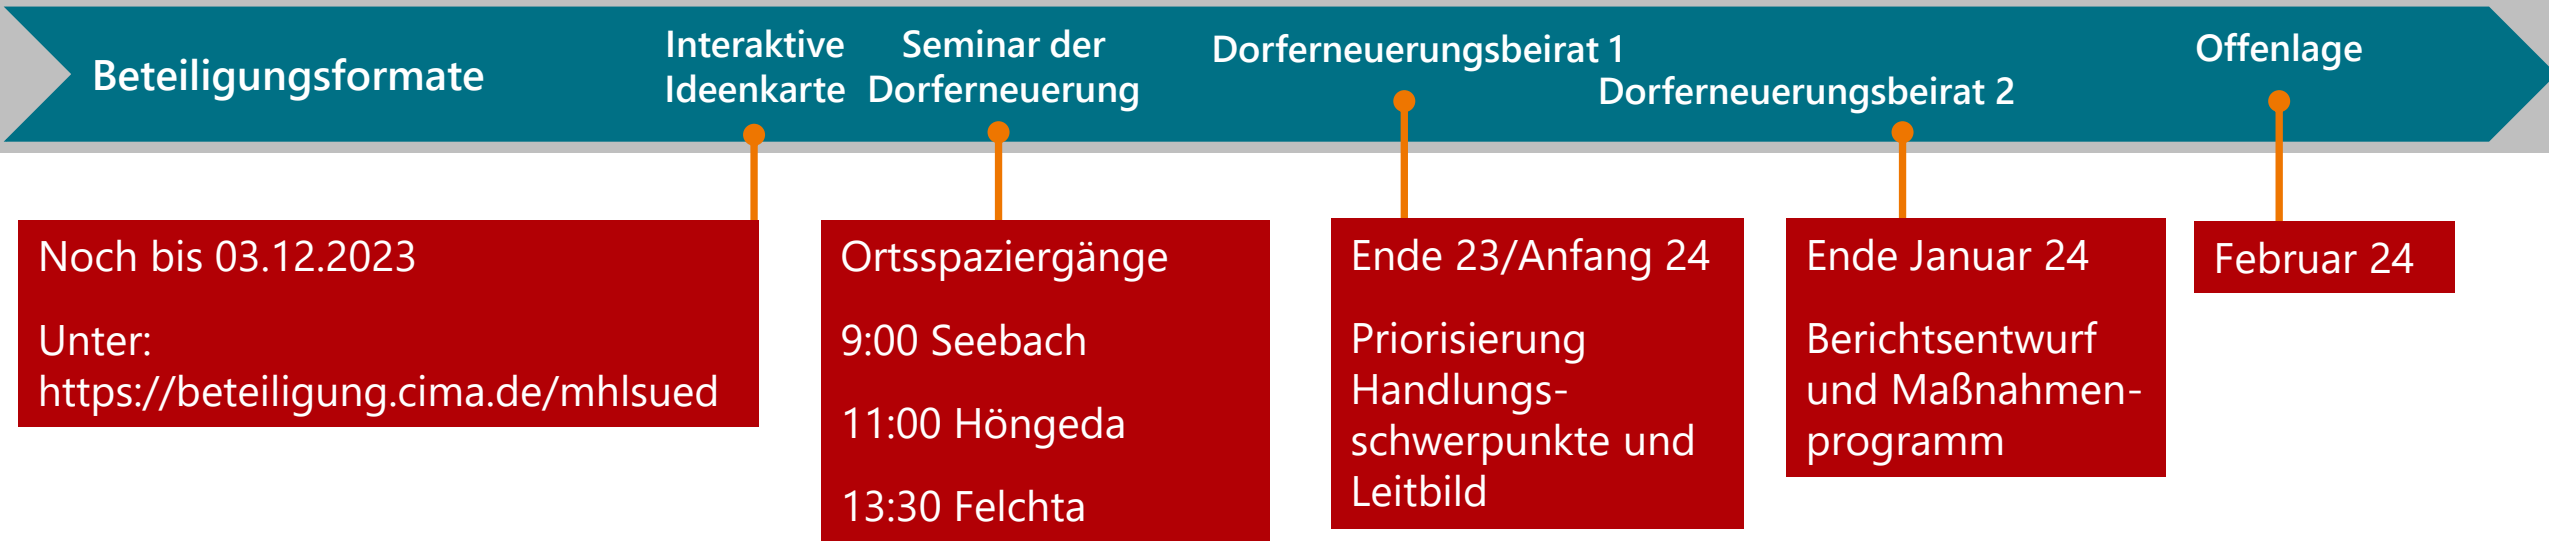 Beteiligungsformate
Interaktive
Ideenkarte
Seminar der
Dorferneuerung
Dorferneuerungsbeirat 1
Dorferneuerungsbeirat 2
Offenlage
Noch bis 03.12.2023
Unter:
https://beteiligung.cima.de/mhlsued
Ortsspaziergänge
9:00 Seebach
11:00 Höngeda
13:30 Felchta
Ende 23/Anfang 24
Priorisierung
Handlungs-
schwerpunkte und
Leitbild
Ende Januar 24
Berichtsentwurf
und Maßnahmen-
programm
Februar 24